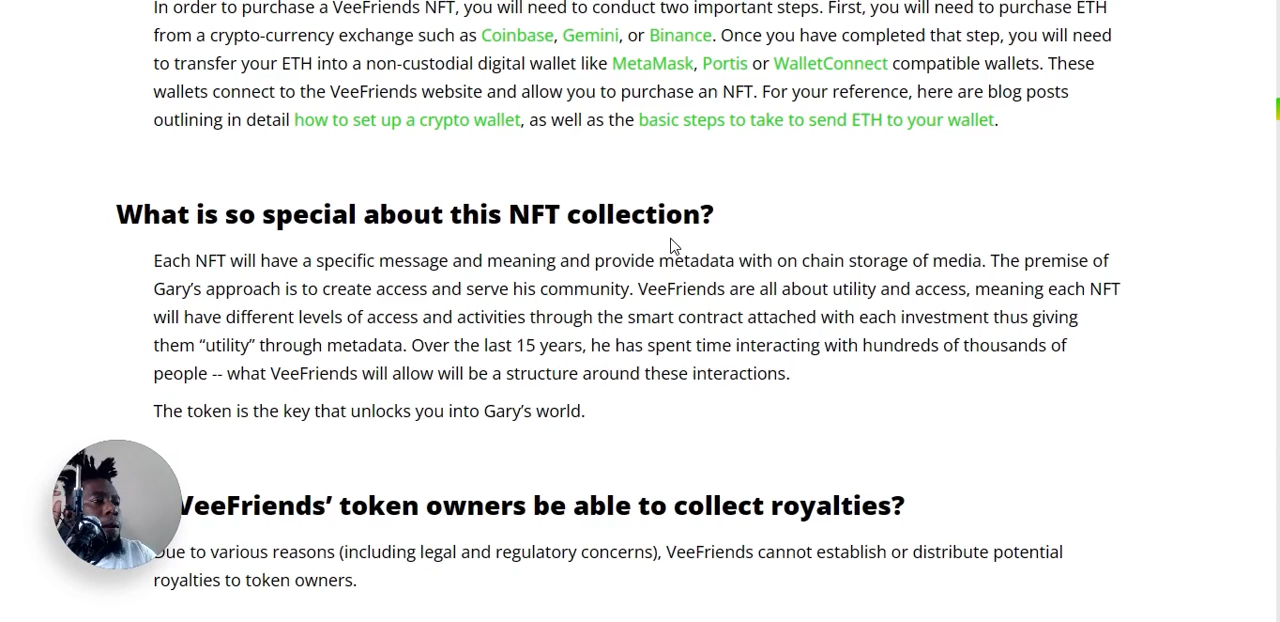 In order to purchase a VeeFriends NFT, you will need to conduct two important steps. First, you will need to purchase ETH
from a crypto-currency exchange such as Coinbase, Gemini, or Binance. Once you have completed that step, you will need
to transfer your ETH into a non-custodial digital wallet like MetaMask, Portis or WalletConnect compatible wallets. These
wallets connect to the VeeFriends website and allow you to purchase an NFT. For your reference, here are blog posts
outlining in detail how to set up a crypto wallet, as well as the basic steps to take to send ETH to your wallet.
What is so special about this NFT collection?
Each NFT will have a specific message and meaning and provide metadata with on chain storage of media. The premise of
Gary’s approach is to create access and serve his community. VeeFriends are all about utility and access, meaning each NFT
will have different levels of access and activities through the smart contract attached with each investment thus giving
them “utility” through metadata. Over the last 15 years, he has spent time interacting with hundreds of thousands of
people -- what VeeFriends will allow will be a structure around these interactions.
The token is the key that unlocks you into Gary’s world.
VeeFriends’ token owners be able to collect royalties?
Due to various reasons (including legal and regulatory concerns), VeeFriends cannot establish or distribute potential
royalties to token owners.